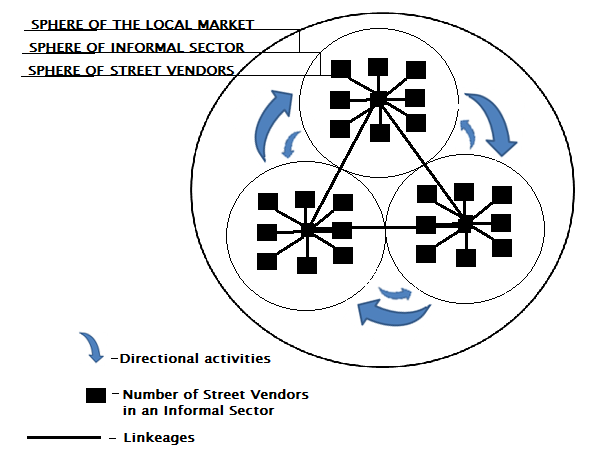 SPHERE OF THE LOCAL MARKET
SPHERE OF INFORMAL SECTOR
SPHERE OF STREET VENDORS
-Directional activities
- Number of Street Vendors
in an Informal Sector
- Linkeages